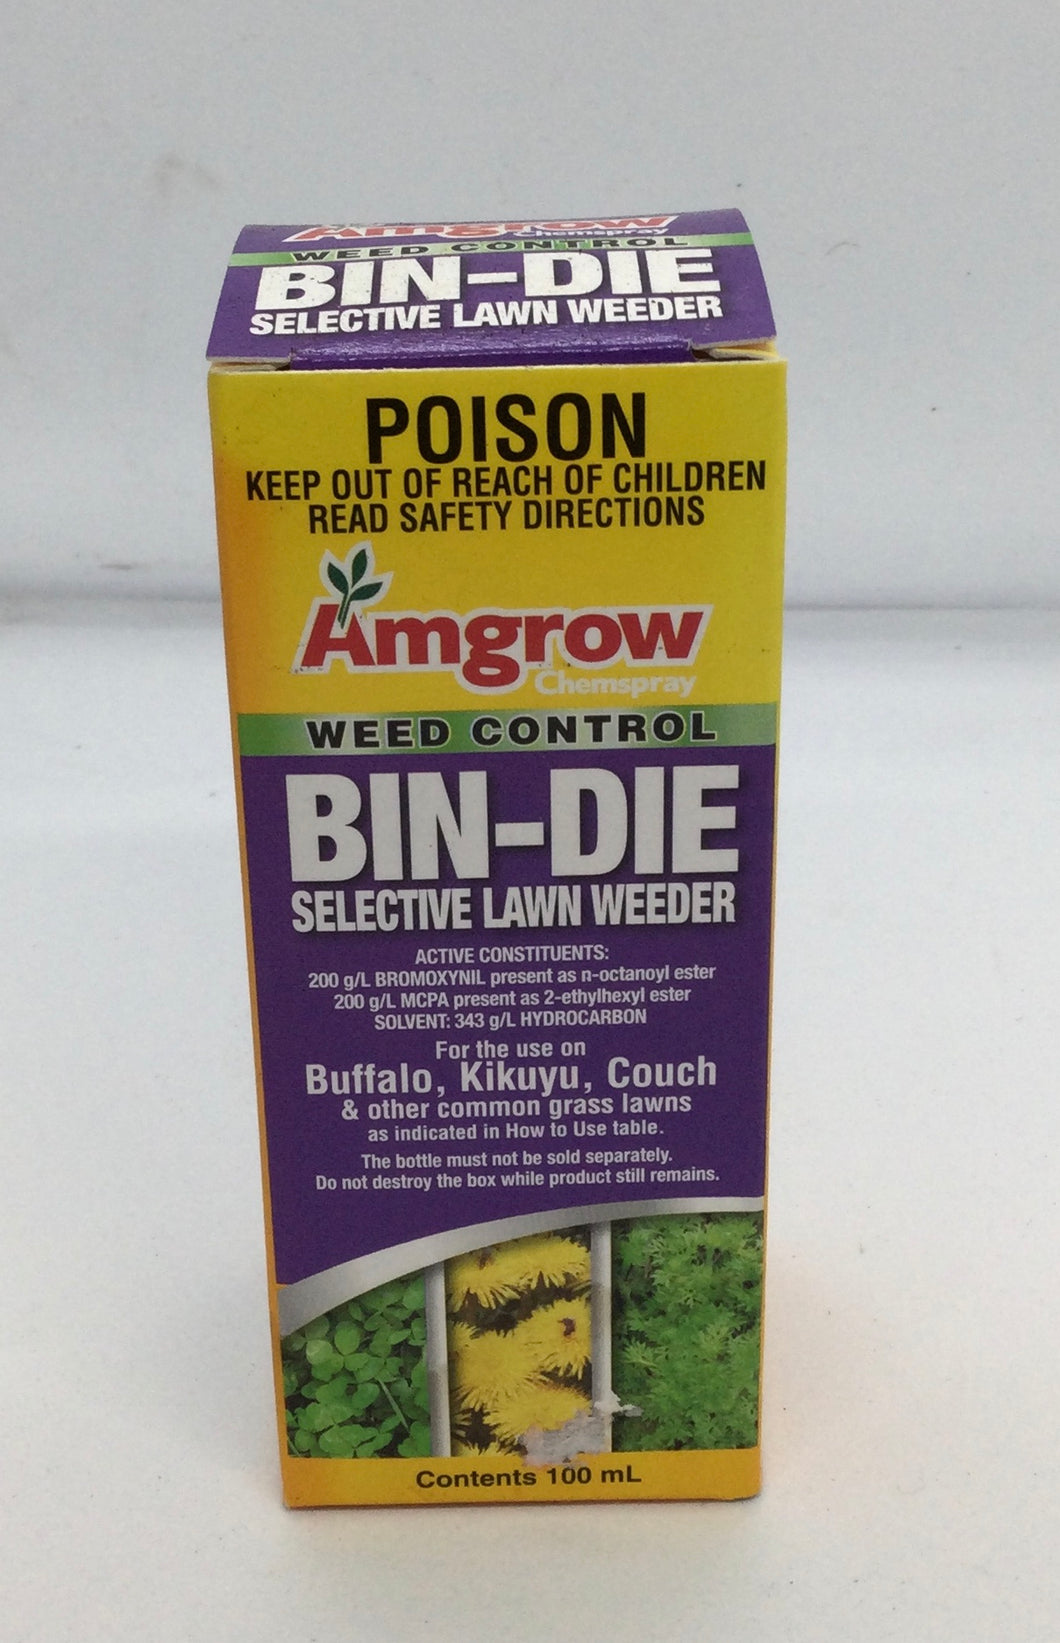 Amgrow
Chemspray
WEED CONTROL
BIN-DIE
SELECTIVE LAWN WEEDER
POISON
KEEP OUT OF REACH OF CHILDREN
READ SAFETY DIRECTIONS
Amgrow
Chemspray
WEED CONTROL
BIN-DIE
SELECTIVE LAWN WEEDER
ACTIVE CONSTITUENTS:
200 g/L BROMOXYNIL present as n-octanoyl ester
200 g/L MCPA present as 2-ethylhexyl ester
SOLVENT: 343 g/L HYDROCARBON
For the use on
Buffalo, Kikuyu, Couch
& other common grass lawns
as indicated in How to Use table.
The bottle must not be sold separately.
Do not destroy the box while product still remains.
Contents 100 mL